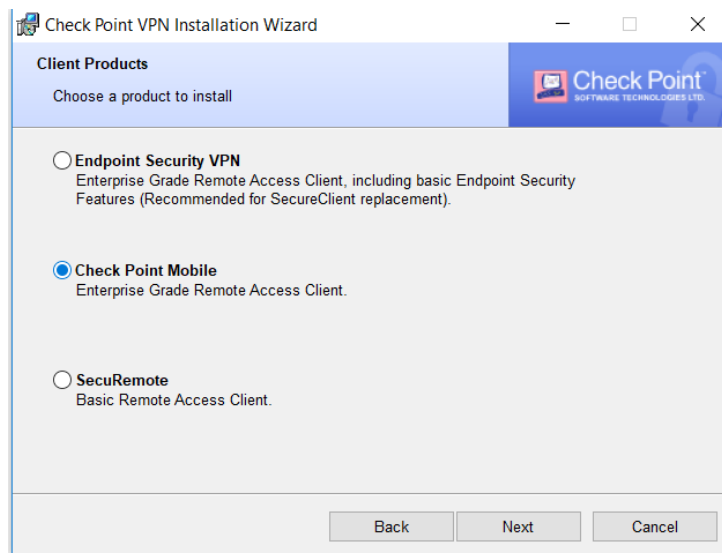 Check Point VPN Installation Wizard
Client Products
Choose a product to install
Check Point™
SOFTWARE TECHNOLOGIES LTD.
Endpoint Security VPN
Enterprise Grade Remote Access Client, including basic Endpoint Security
Features (Recommended for SecureClient replacement).
Check Point Mobile
Enterprise Grade Remote Access Client.
SecuRemote
Basic Remote Access Client.
Back
Next
Cancel